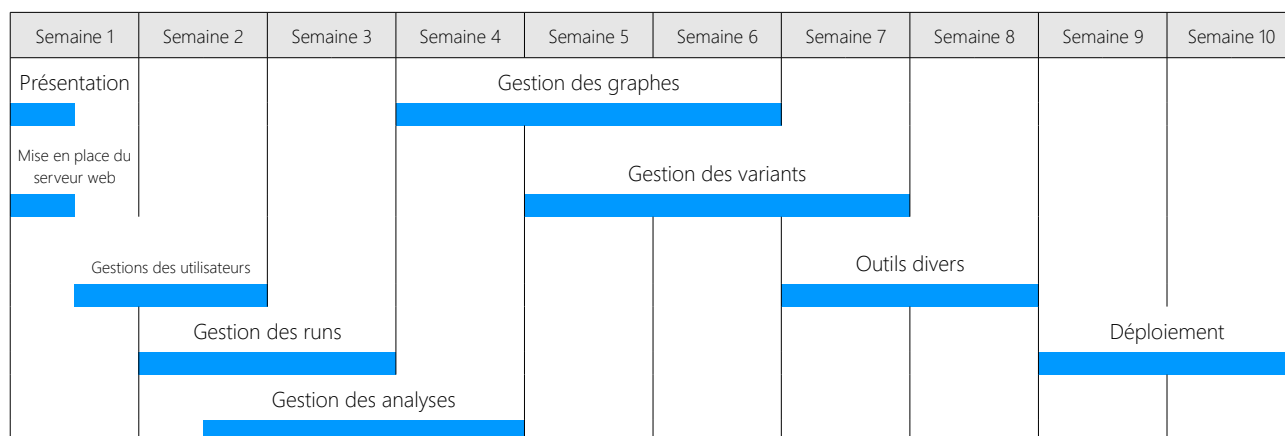 Semaine 1 Semaine 2 Semaine 3 Semaine 4 Semaine 5 Semaine 6 Semaine 7 Semaine 8 Semaine 9 Semaine 10
Présentation
Gestion des graphes
Mise en place du
serveur web
Gestion des variants
Gestions des utilisateurs
Outils divers
Gestion des runs
Déploiement
Gestion des analyses